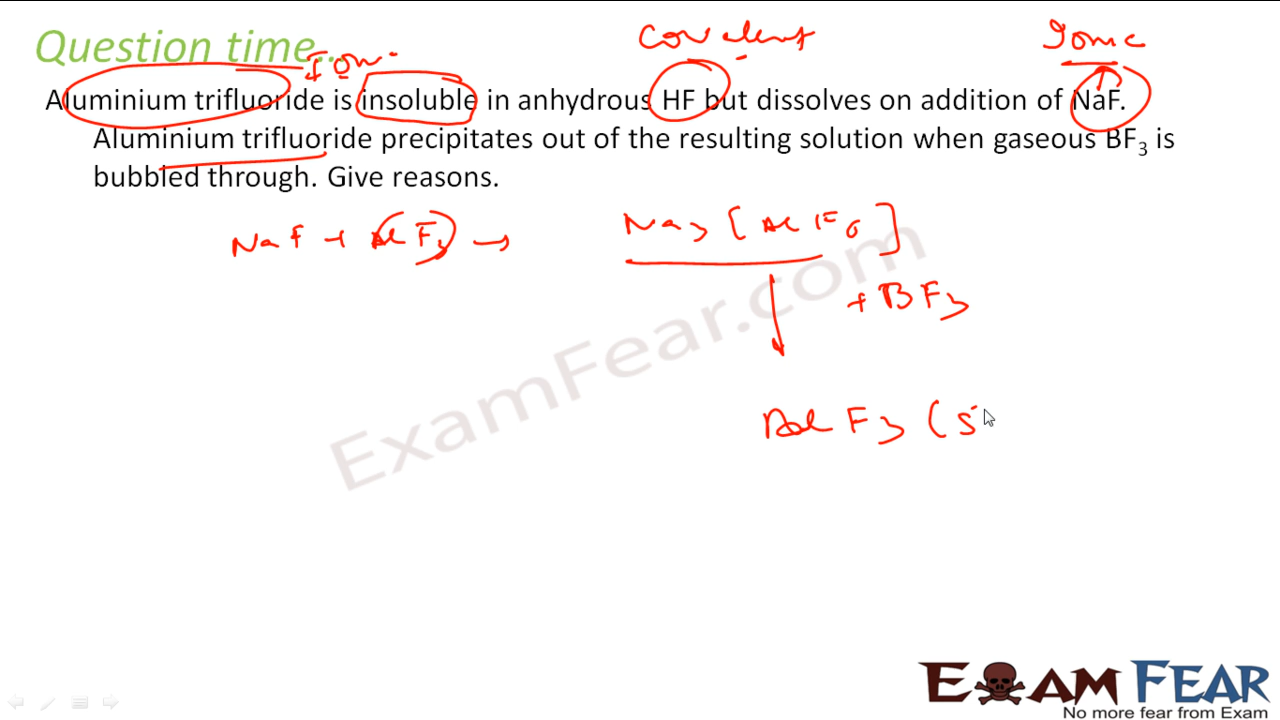 Question time...
Covalent
Ionic
Ion.
Aluminium trifluoride is insoluble in anhydrous HF but dissolves on addition of NaF.
Aluminium trifluoride precipitates out of the resulting solution when gaseous BF₃ is
bubbled through. Give reasons.
NaF + AlF₃ →
Na₃[AlF₆]
+ BF₃
AlF₃ (s
ExamFear.com
EXAM FEAR
No more fear from Exam